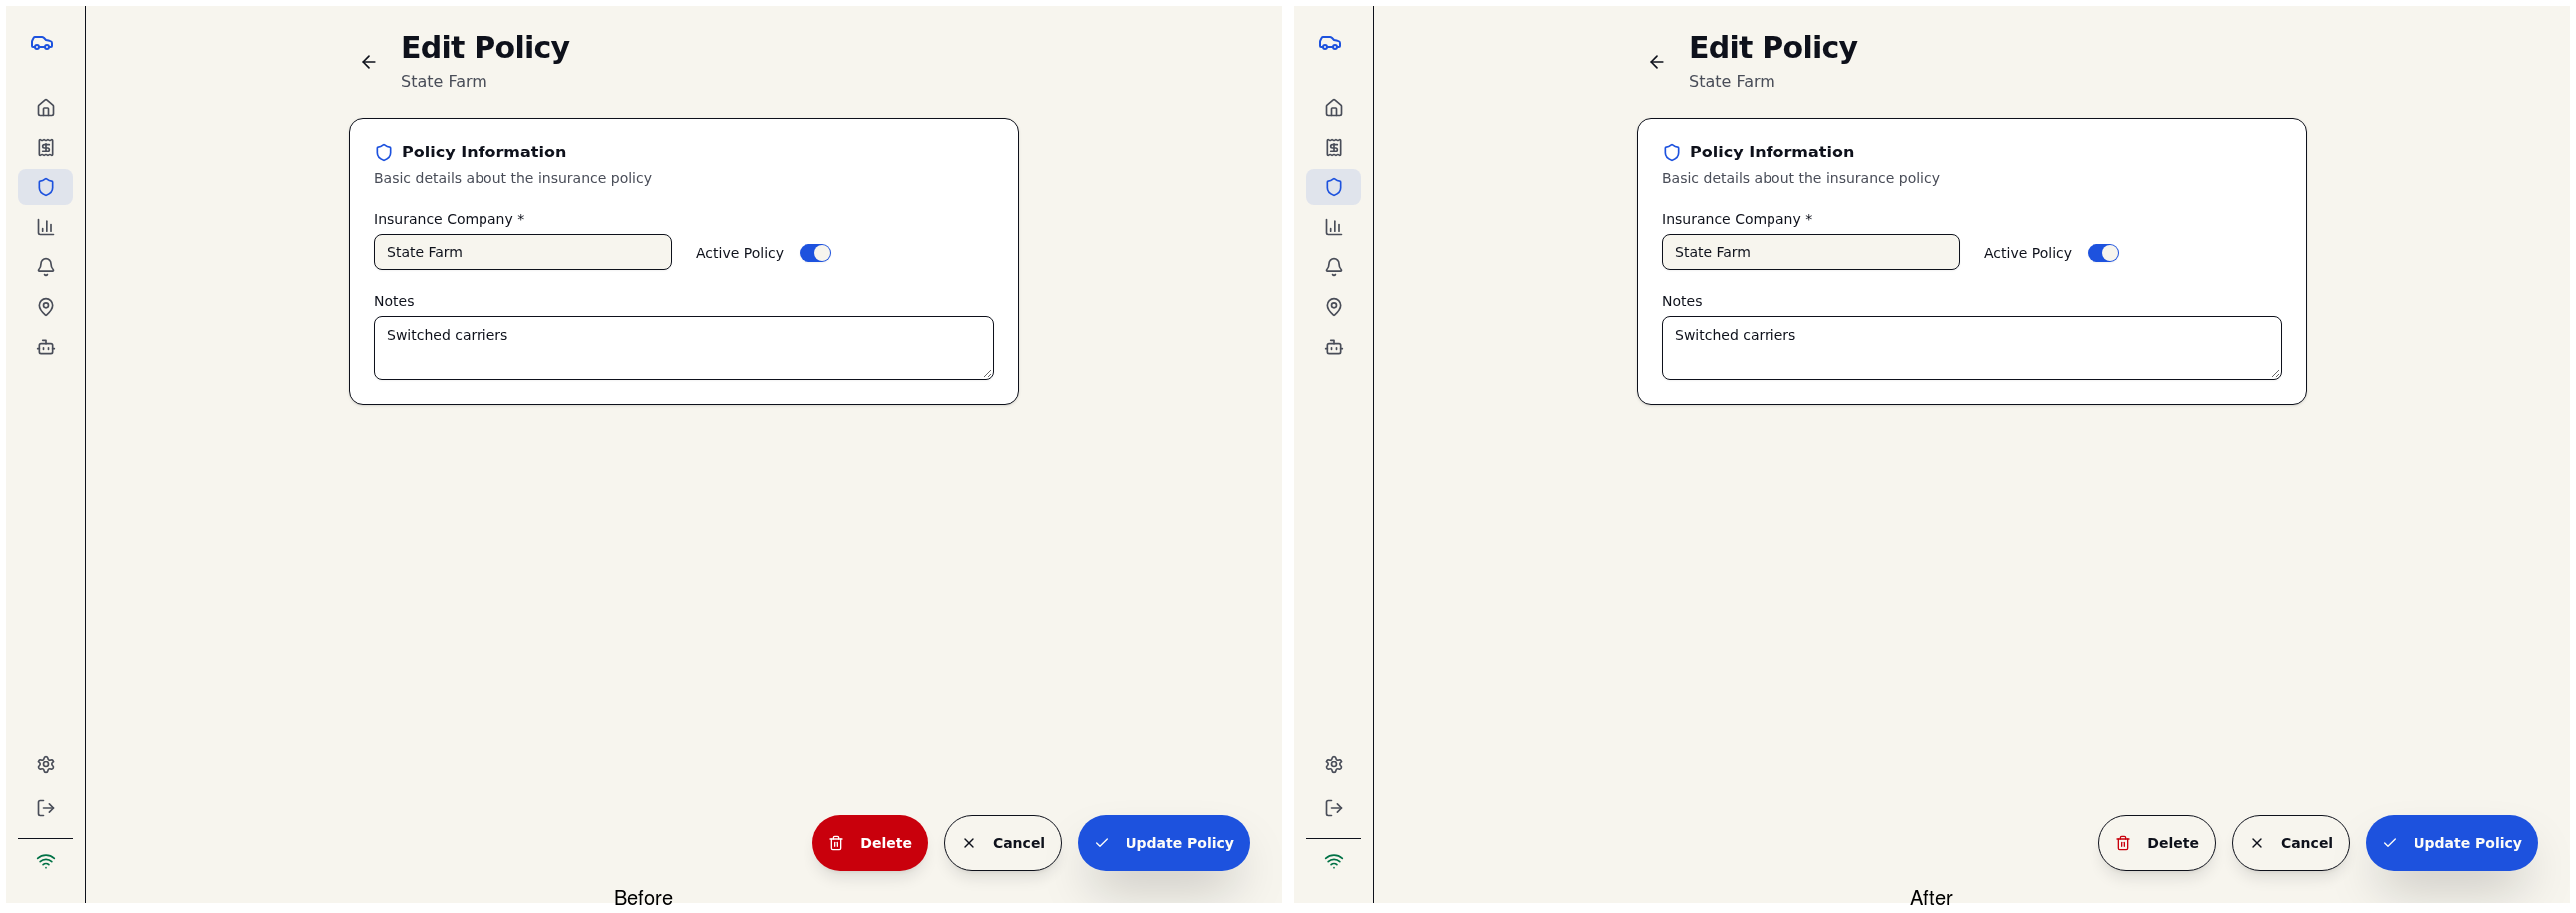 Edit Policy
State Farm
Policy Information
Basic details about the insurance policy
Insurance Company *
State Farm
Active Policy
Notes
Switched carriers
Delete
Cancel
Update Policy
Before
Edit Policy
State Farm
Policy Information
Basic details about the insurance policy
Insurance Company *
State Farm
Active Policy
Notes
Switched carriers
Delete
Cancel
Update Policy
After